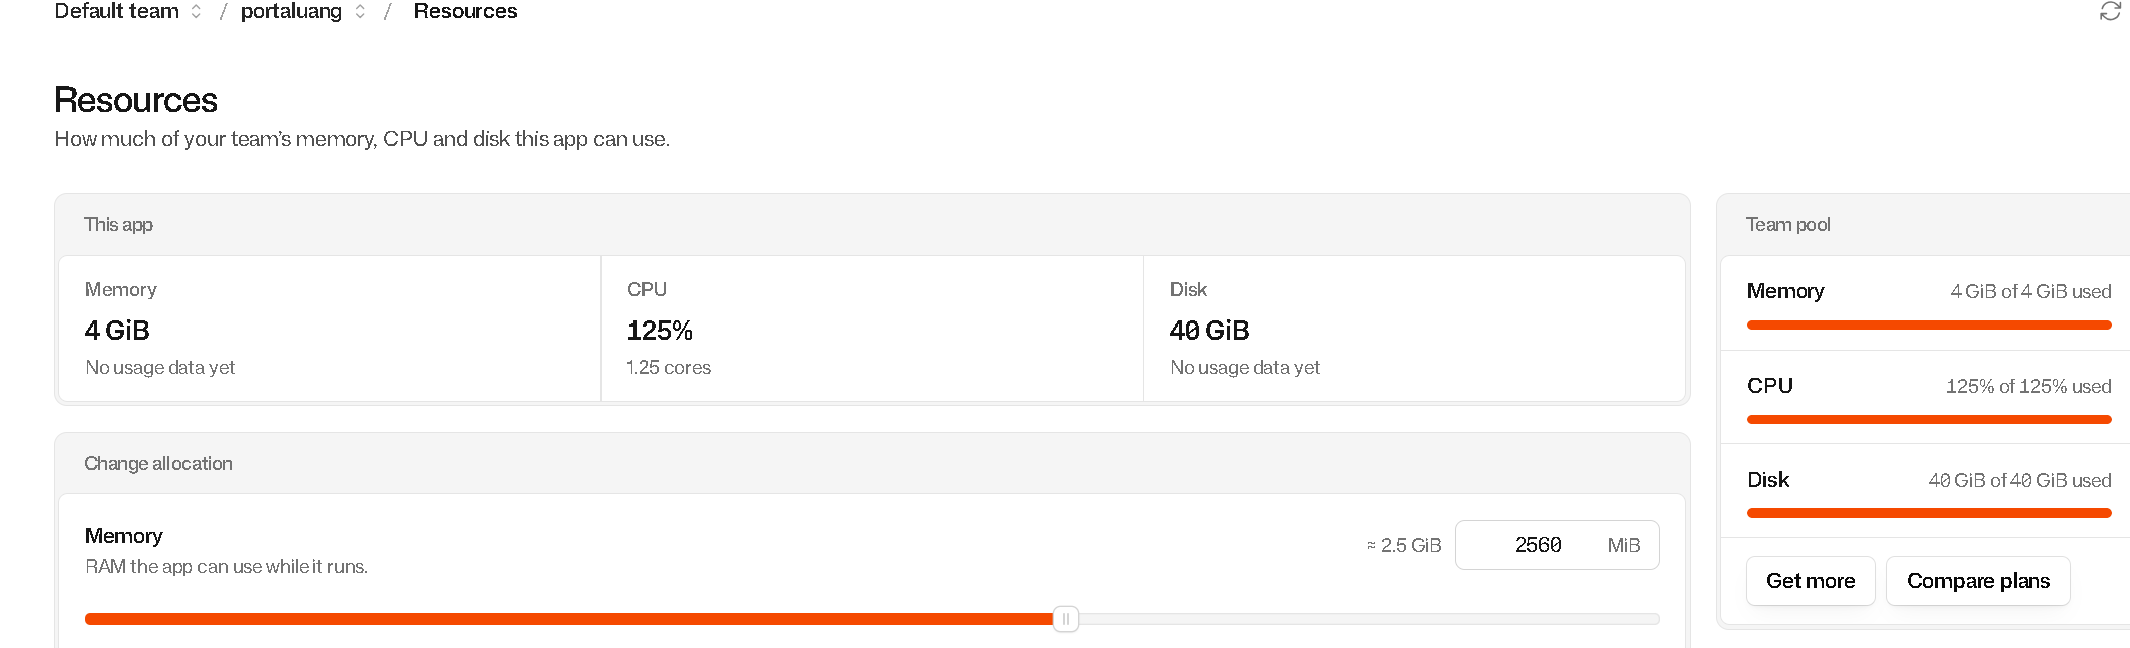 Default team / portaluang / Resources
Resources
How much of your team's memory, CPU and disk this app can use.
This app
Memory
4 GiB
No usage data yet
CPU
125%
1.25 cores
Disk
40 GiB
No usage data yet
Change allocation
Memory
RAM the app can use while it runs.
≈ 2.5 GiB 2560 MiB
Team pool
Memory 4 GiB of 4 GiB used
CPU 125% of 125% used
Disk 40 GiB of 40 GiB used
Get more Compare plans